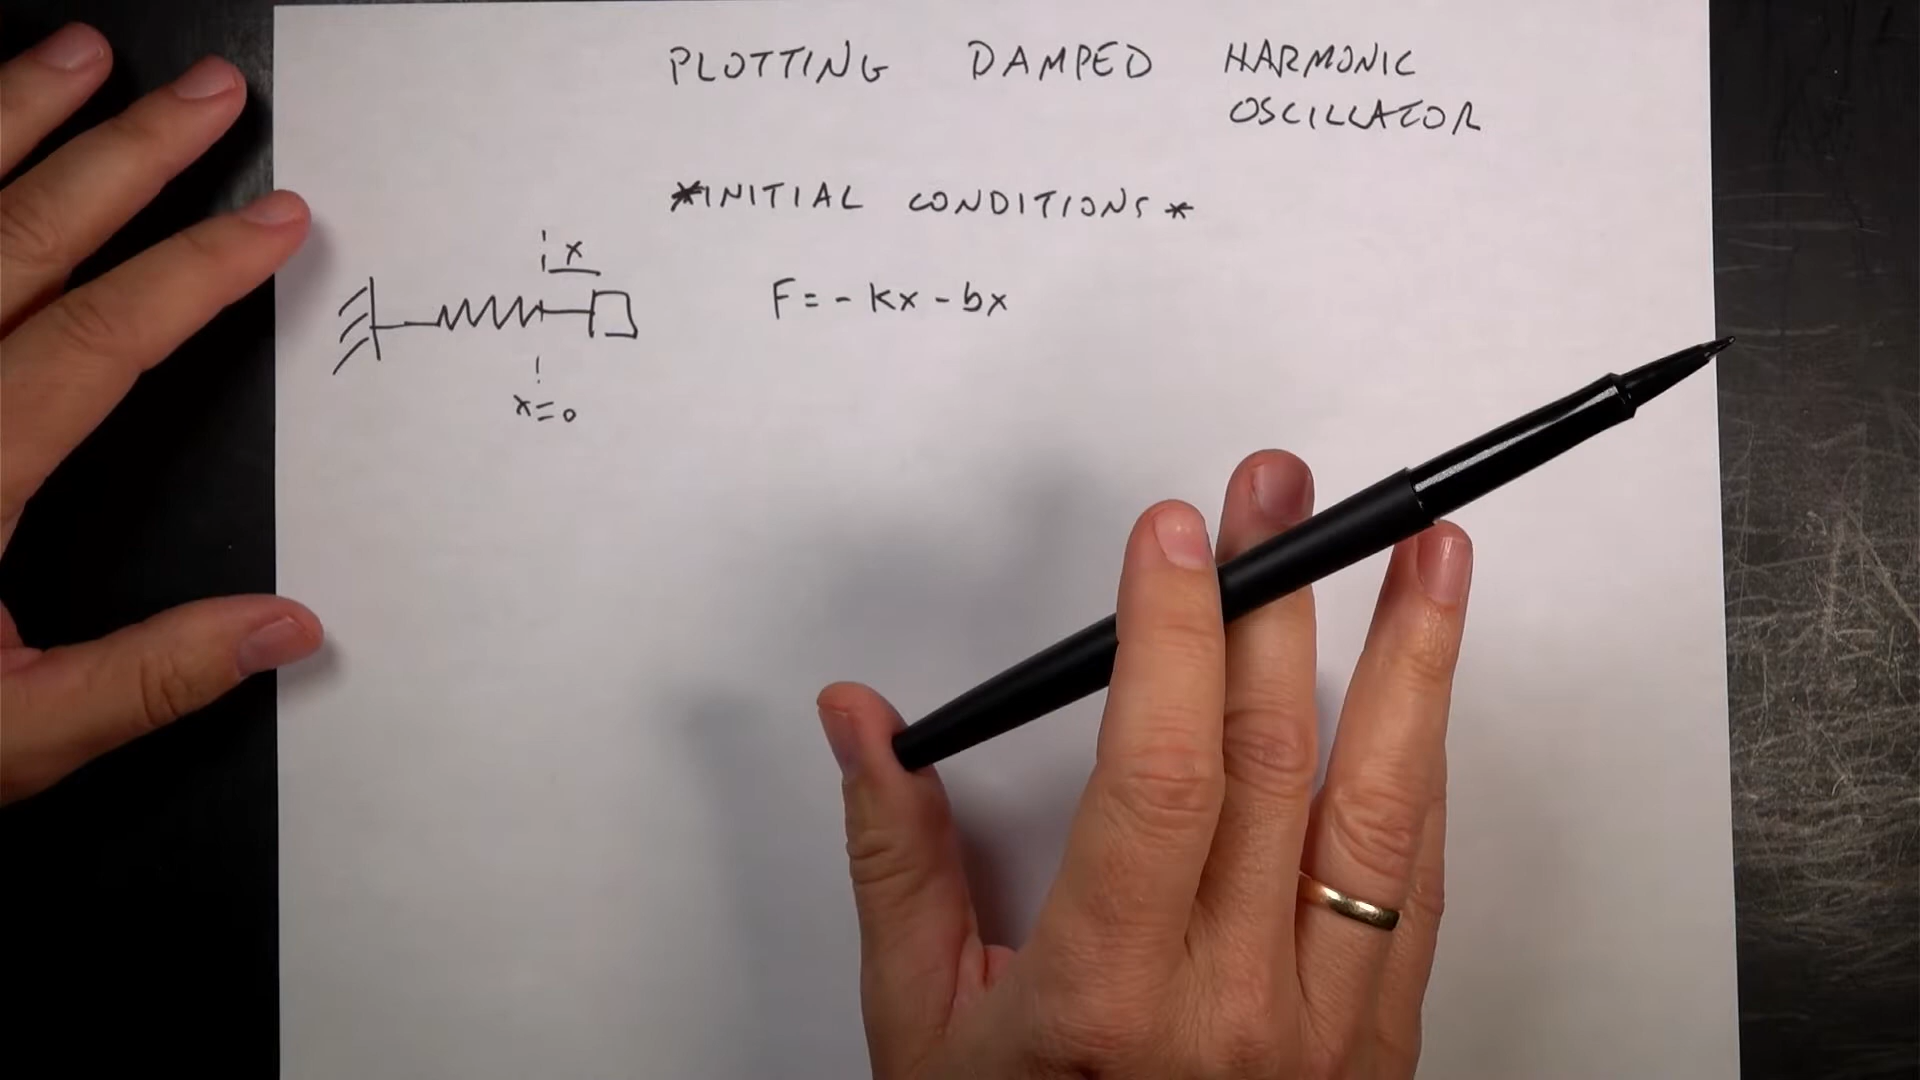 PLOTTING DAMPED HARMONIC
OSCILLATOR
*INITIAL CONDITIONS*
x
F = - kx - bx
x=0